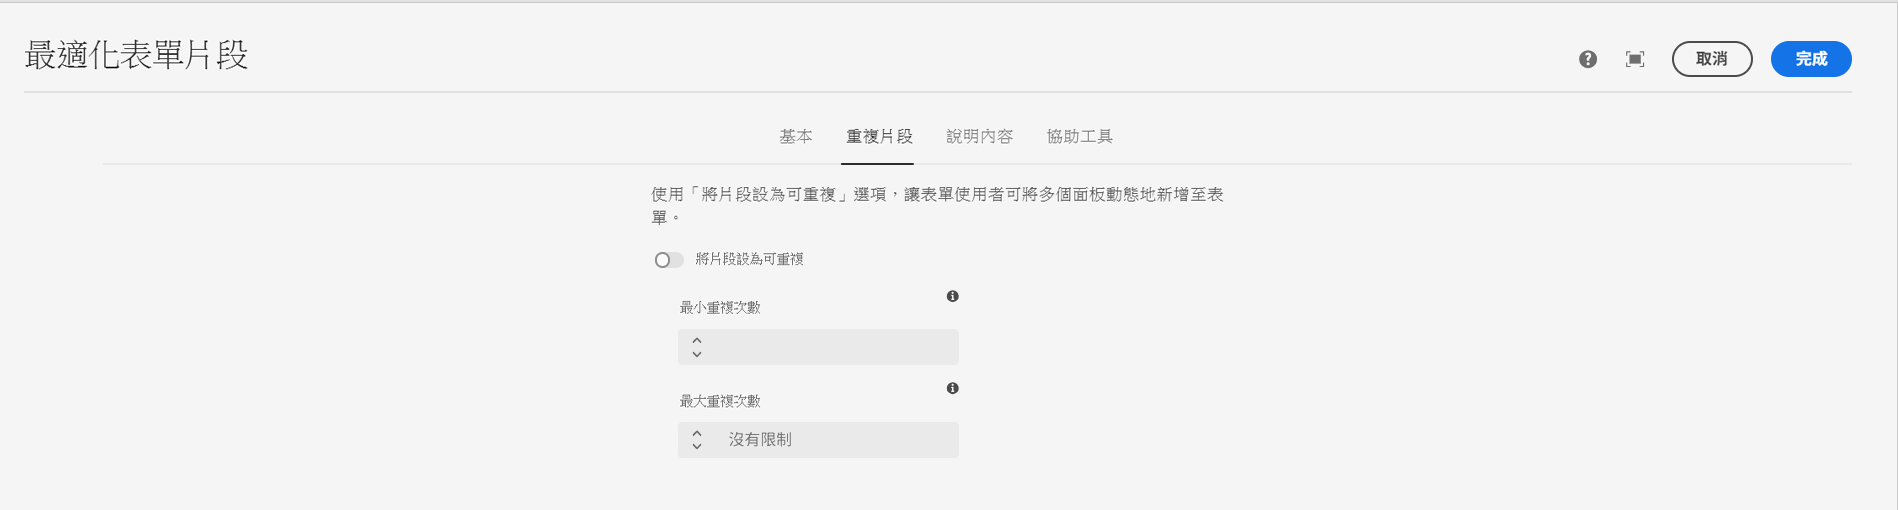 最適化表單片段
取消
完成
基本
重複片段
說明內容
協助工具
使用「將片段設為可重複」選項，讓表單使用者可將多個面板動態地新增至表
單。
將片段設為可重複
最小重複次數
最大重複次數
沒有限制